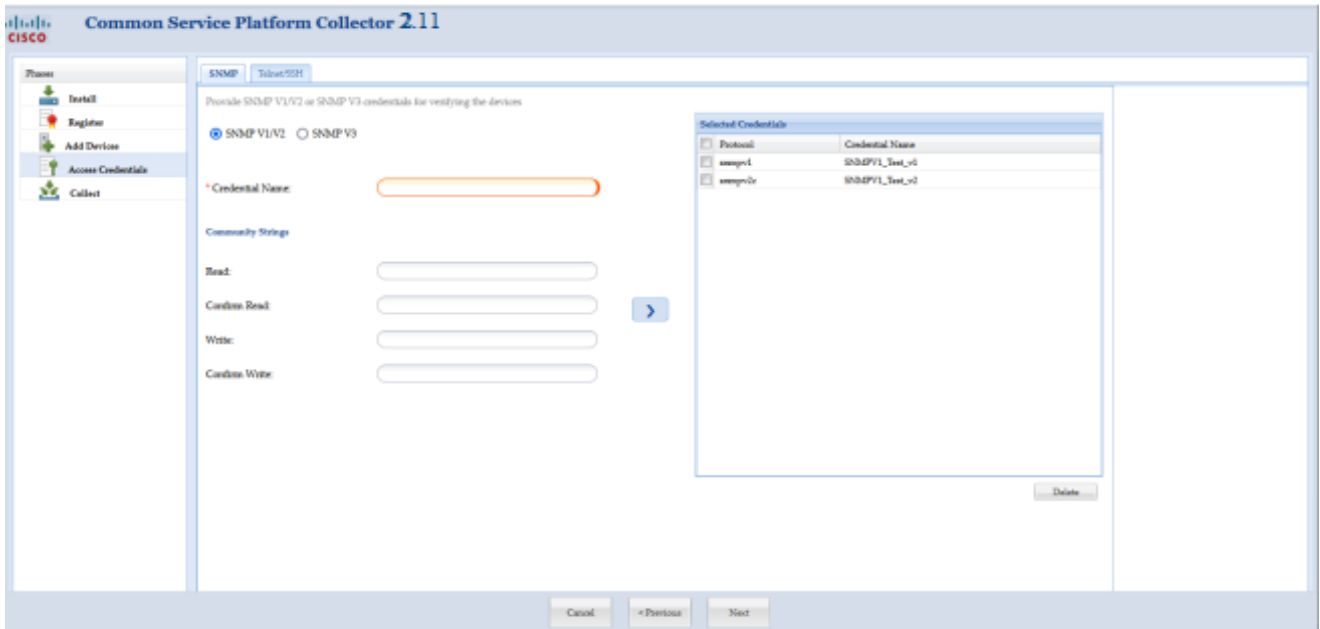 CISCO
Common Service Platform Collector 2.11
Phases
Install
Register
Add Devices
Access Credentials
Collect
SNMP Telnet/SSH
Provide SNMP V1/V2 or SNMP V3 credentials for verifying the devices
SNMP V1/V2 SNMP V3
* Credential Name:
Community Strings
Read:
Confirm Read:
Write:
Confirm Write:
Selected Credentials
Protocol Credential Name
snmpv1 SNMPV1_Test_v1
snmpv2c SNMPV1_Test_v2
Delete
Cancel < Previous Next